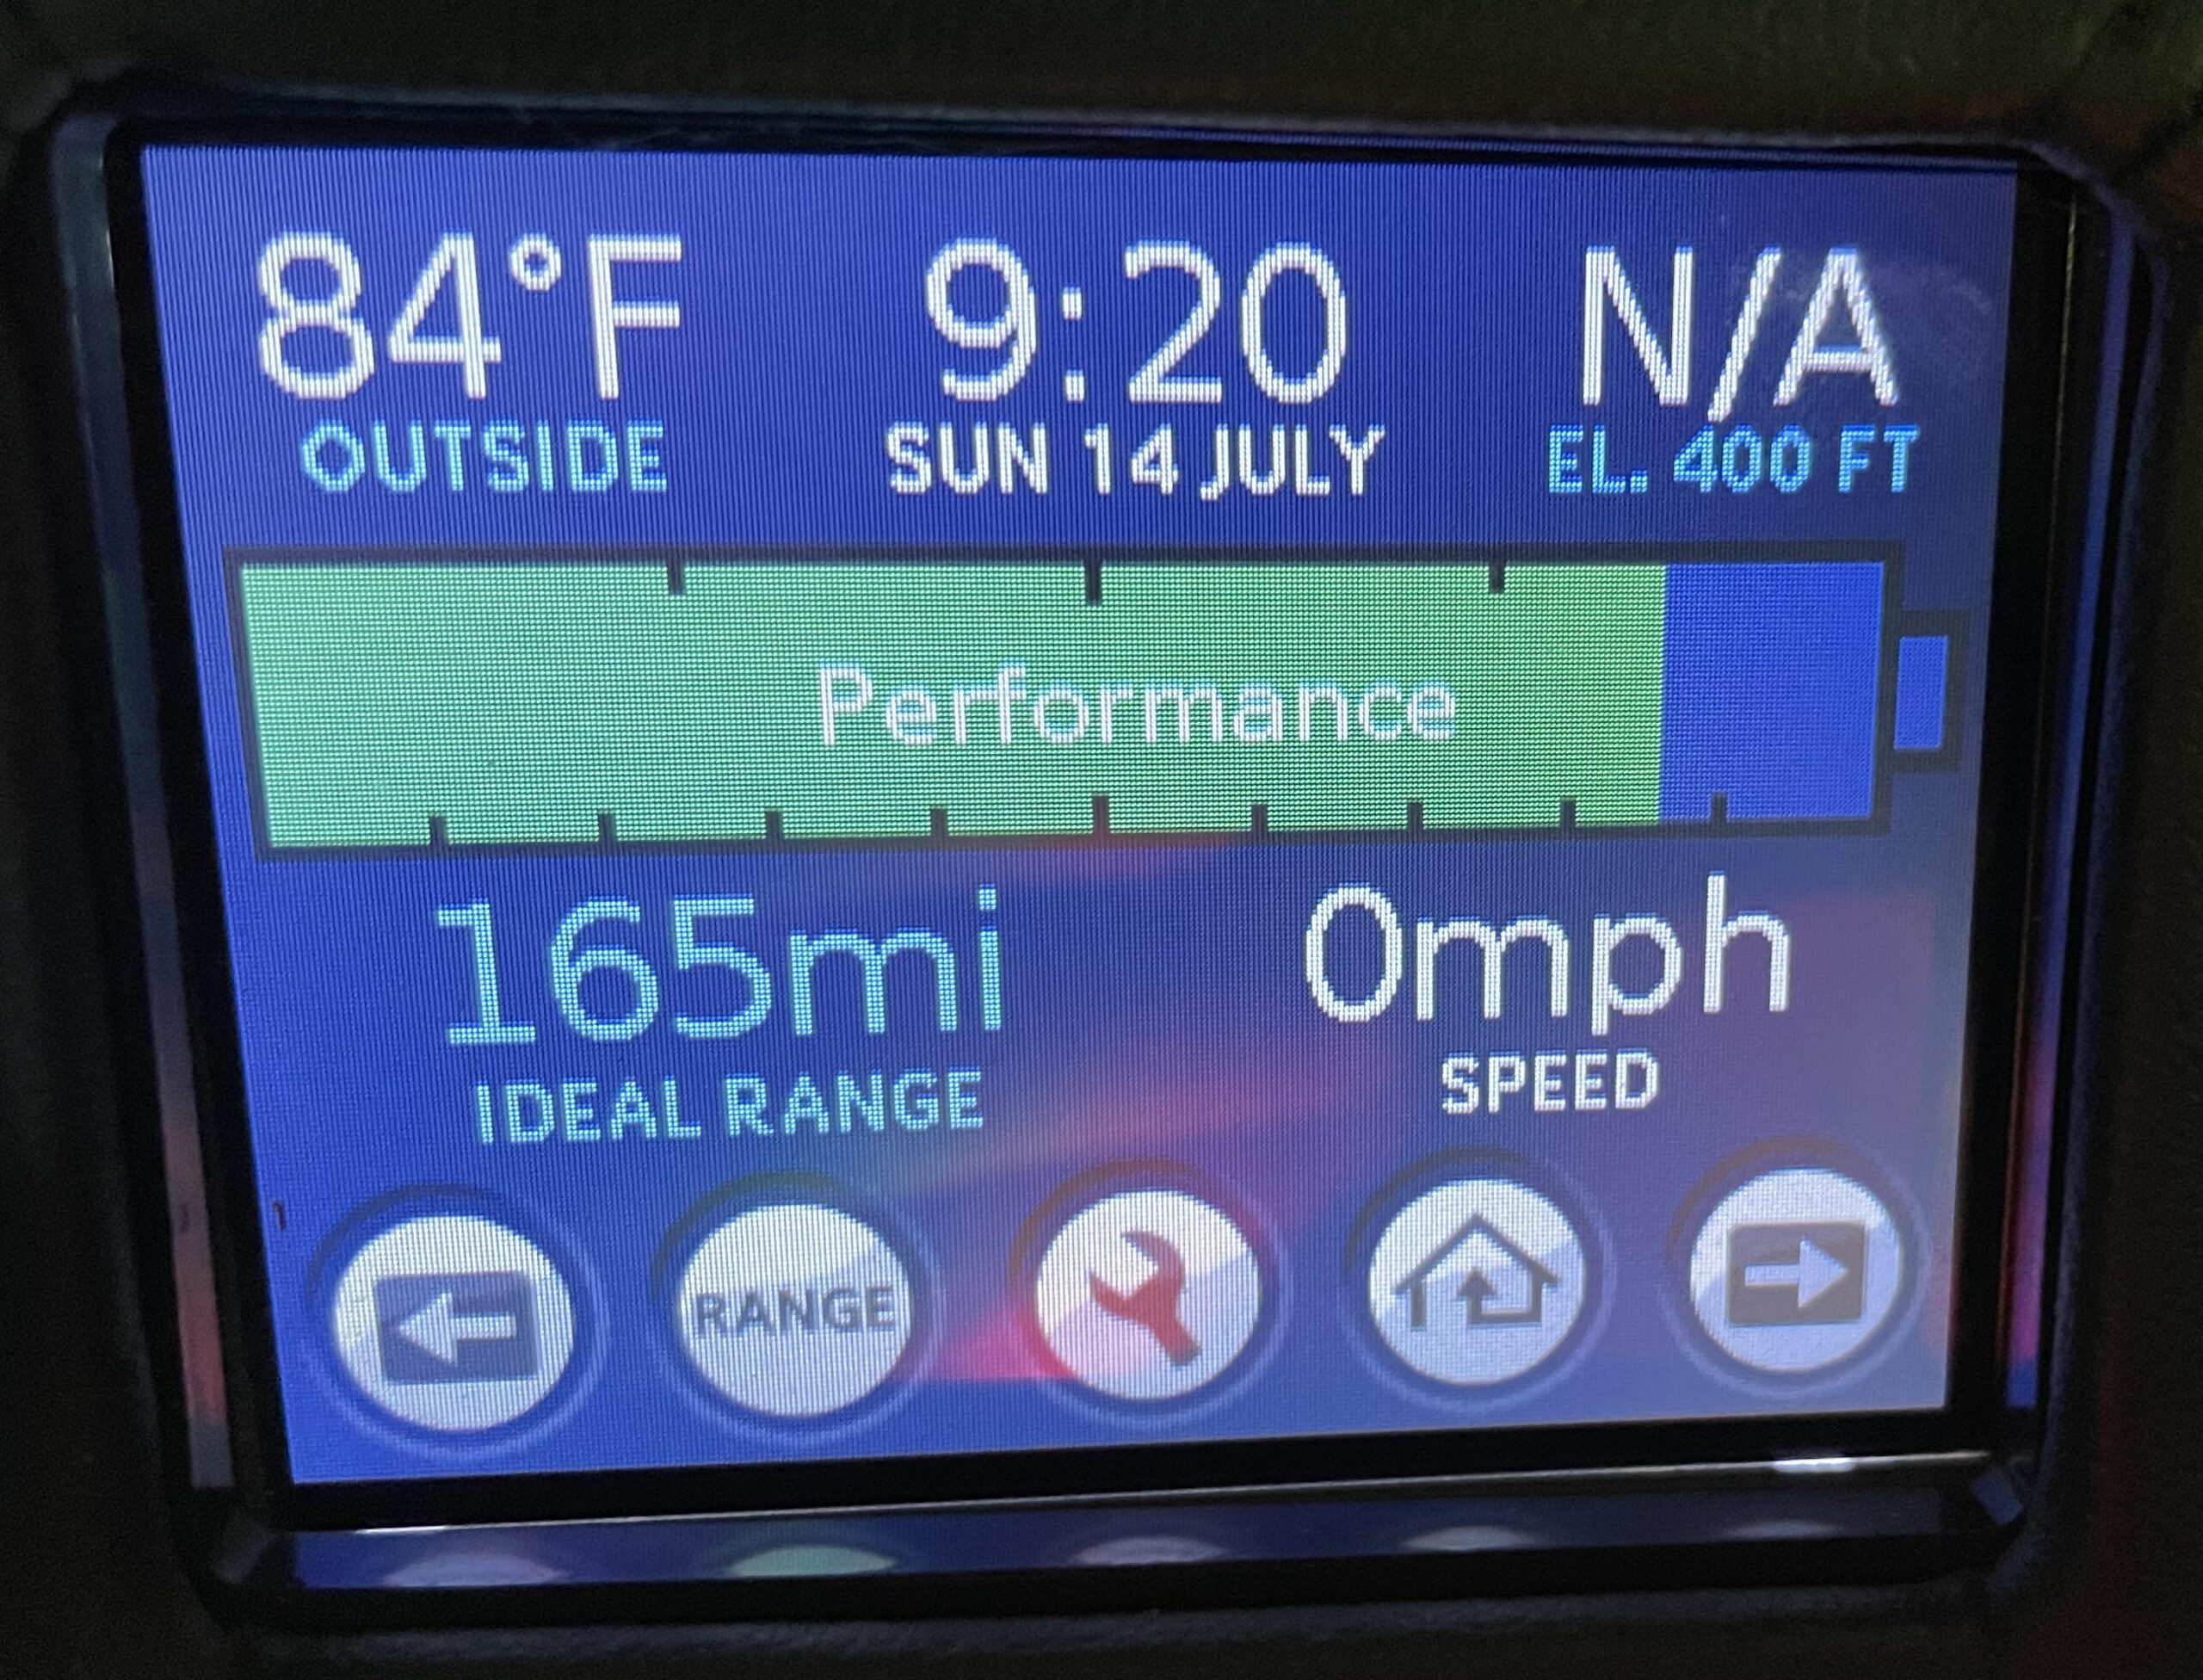 84°F 9:20 N/A
OUTSIDE SUN 14 JULY EL. 400 FT
Performance
165mi 0mph
IDEAL RANGE SPEED
RANGE